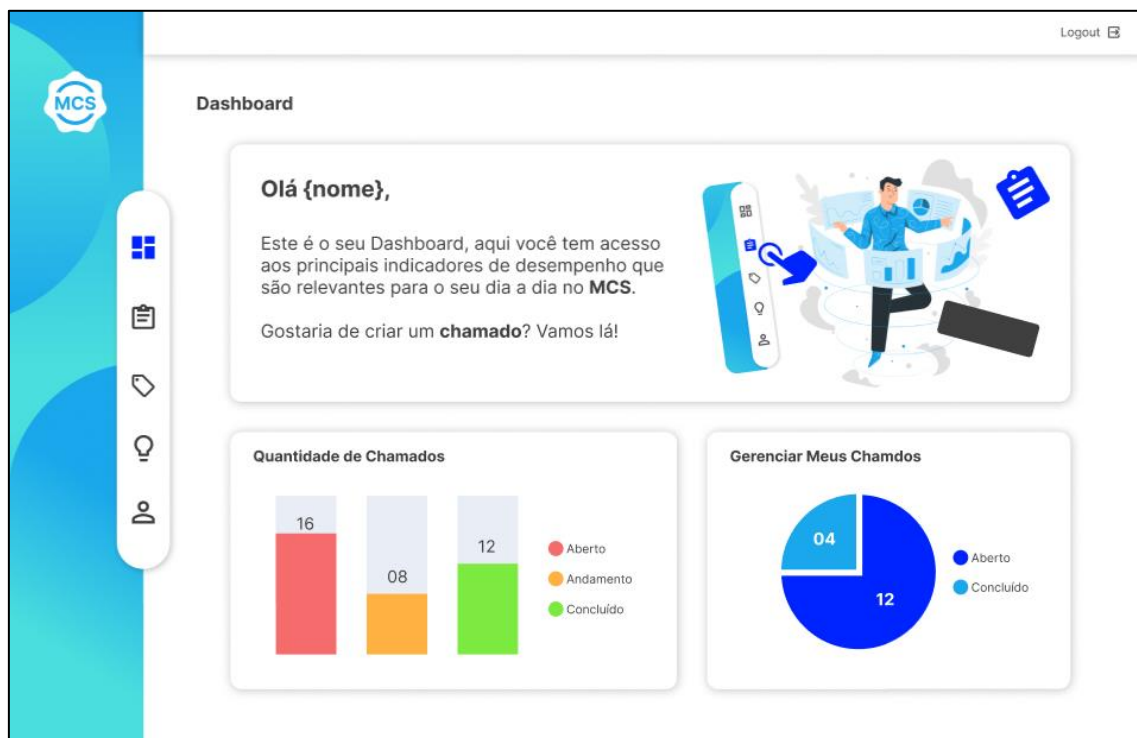 Logout
MCS
Dashboard
Olá {nome},
Este é o seu Dashboard, aqui você tem acesso
aos principais indicadores de desempenho que
são relevantes para o seu dia a dia no MCS.
Gostaria de criar um chamado? Vamos lá!
Quantidade de Chamados
16
08
12
Aberto
Andamento
Concluído
Gerenciar Meus Chamdos
04
12
Aberto
Concluído